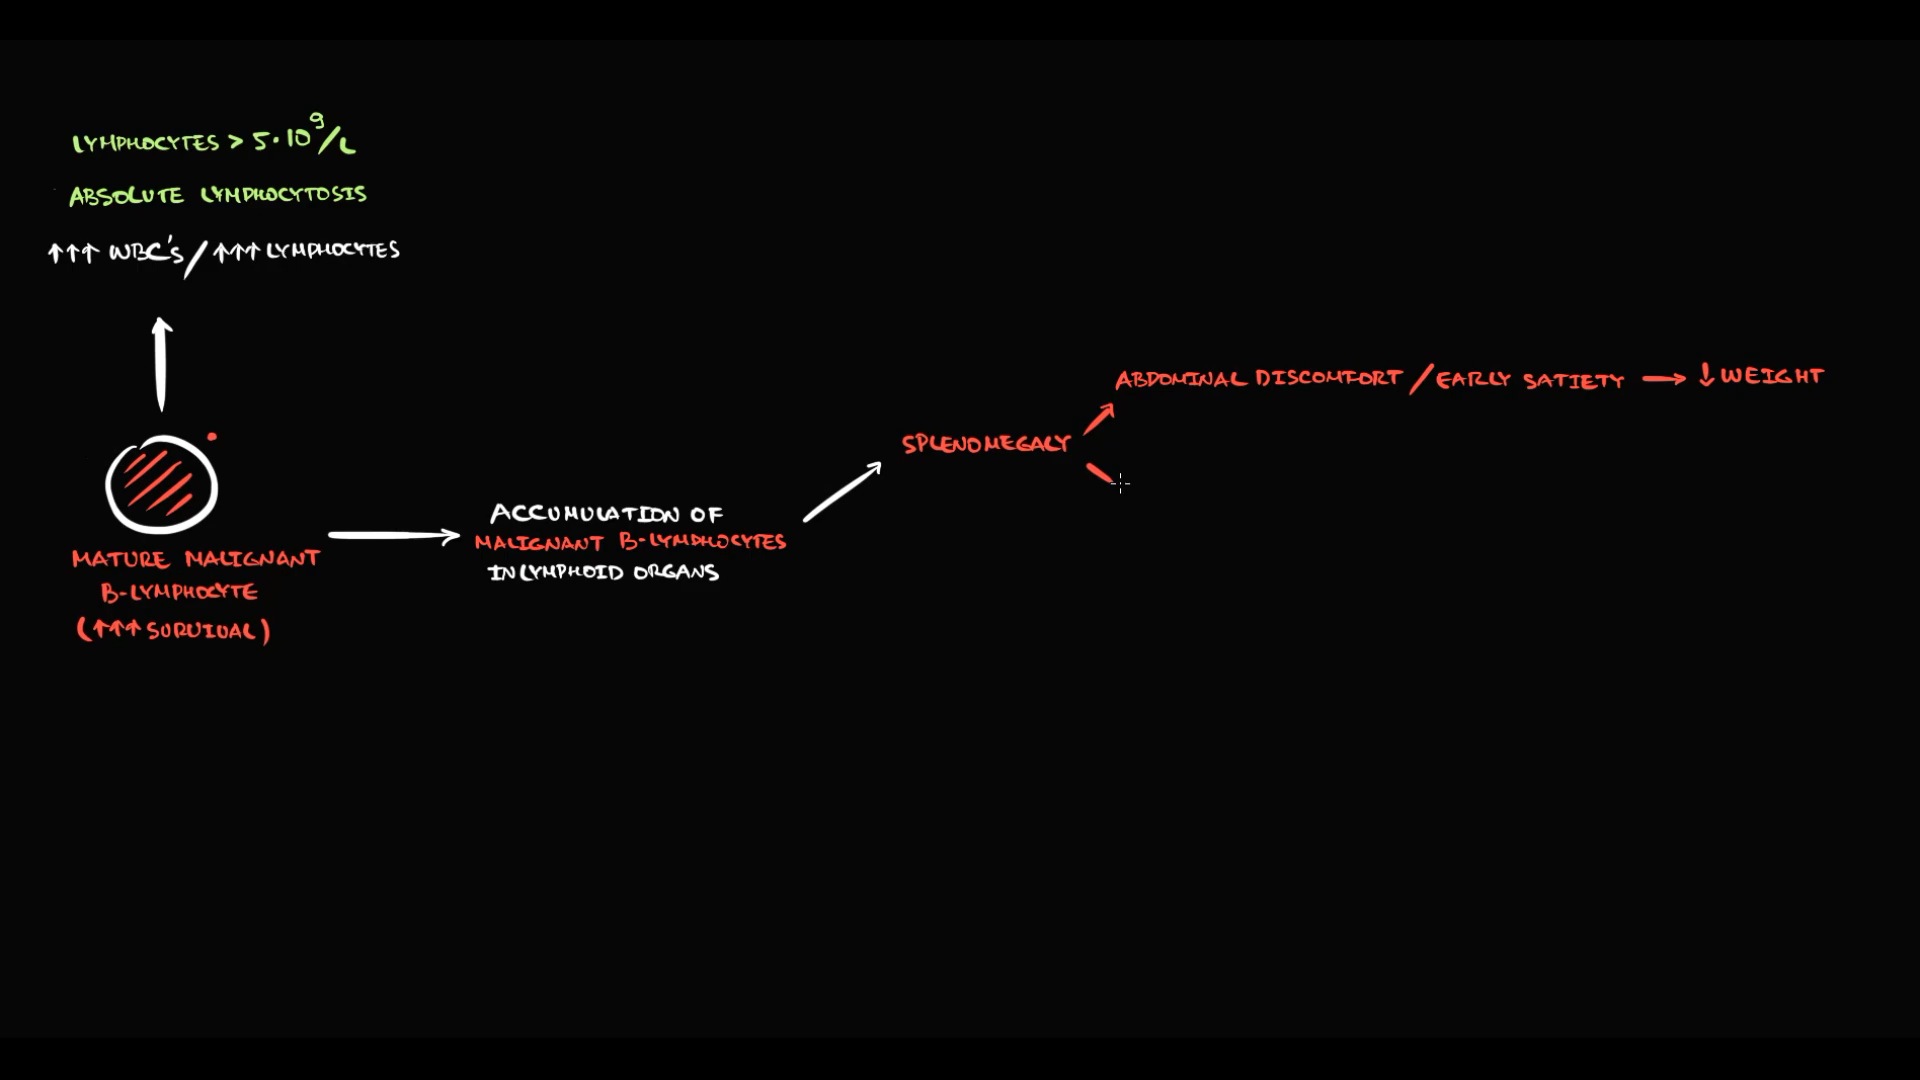 LYMPHOCYTES > 5·10⁹/L
ABSOLUTE LYMPHOCYTOSIS
↑↑↑ WBC's / ↑↑↑ LYMPHOCYTES
MATURE MALIGNANT
B-LYMPHOCYTE
(↑↑↑ SURVIVAL)
ACCUMULATION OF
MALIGNANT B-LYMPHOCYTES
IN LYMPHOID ORGANS
SPLENOMEGALY
ABDOMINAL DISCOMFORT / EARLY SATIETY → ↓ WEIGHT